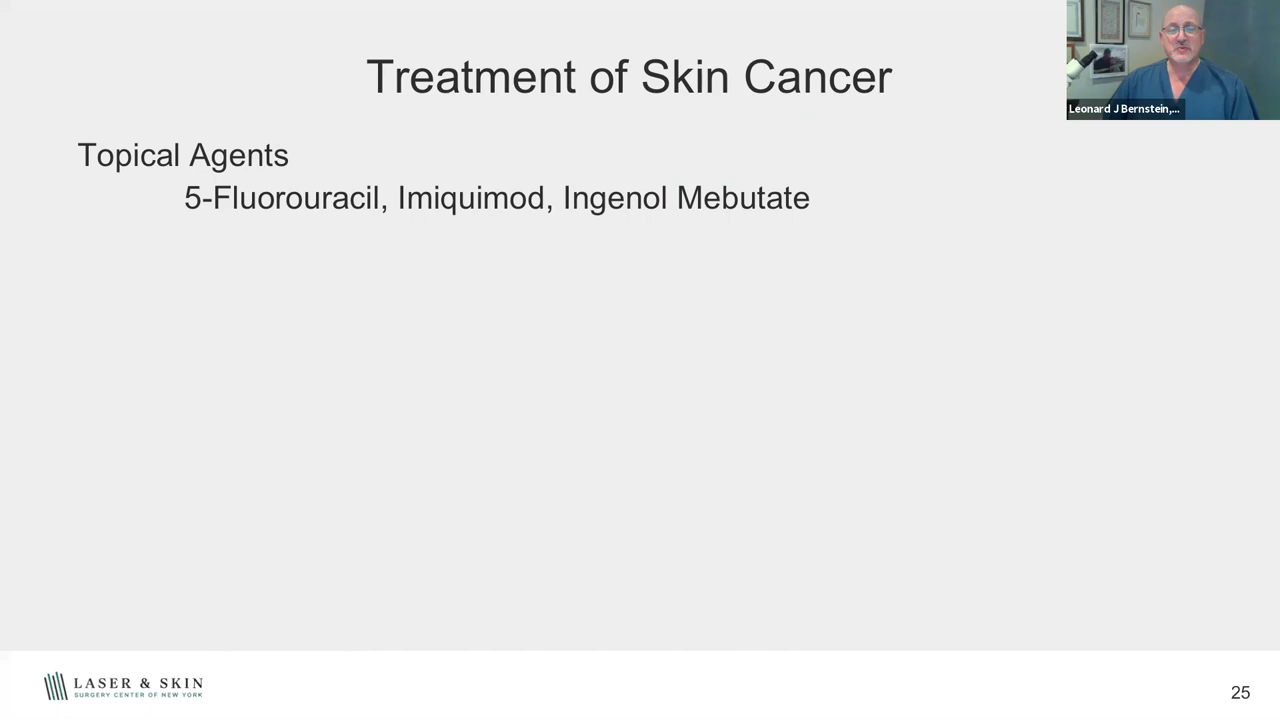 Treatment of Skin Cancer
Leonard J Bernstein,...
Topical Agents
5-Fluorouracil, Imiquimod, Ingenol Mebutate
LASER & SKIN
SURGERY CENTER OF NEW YORK
25